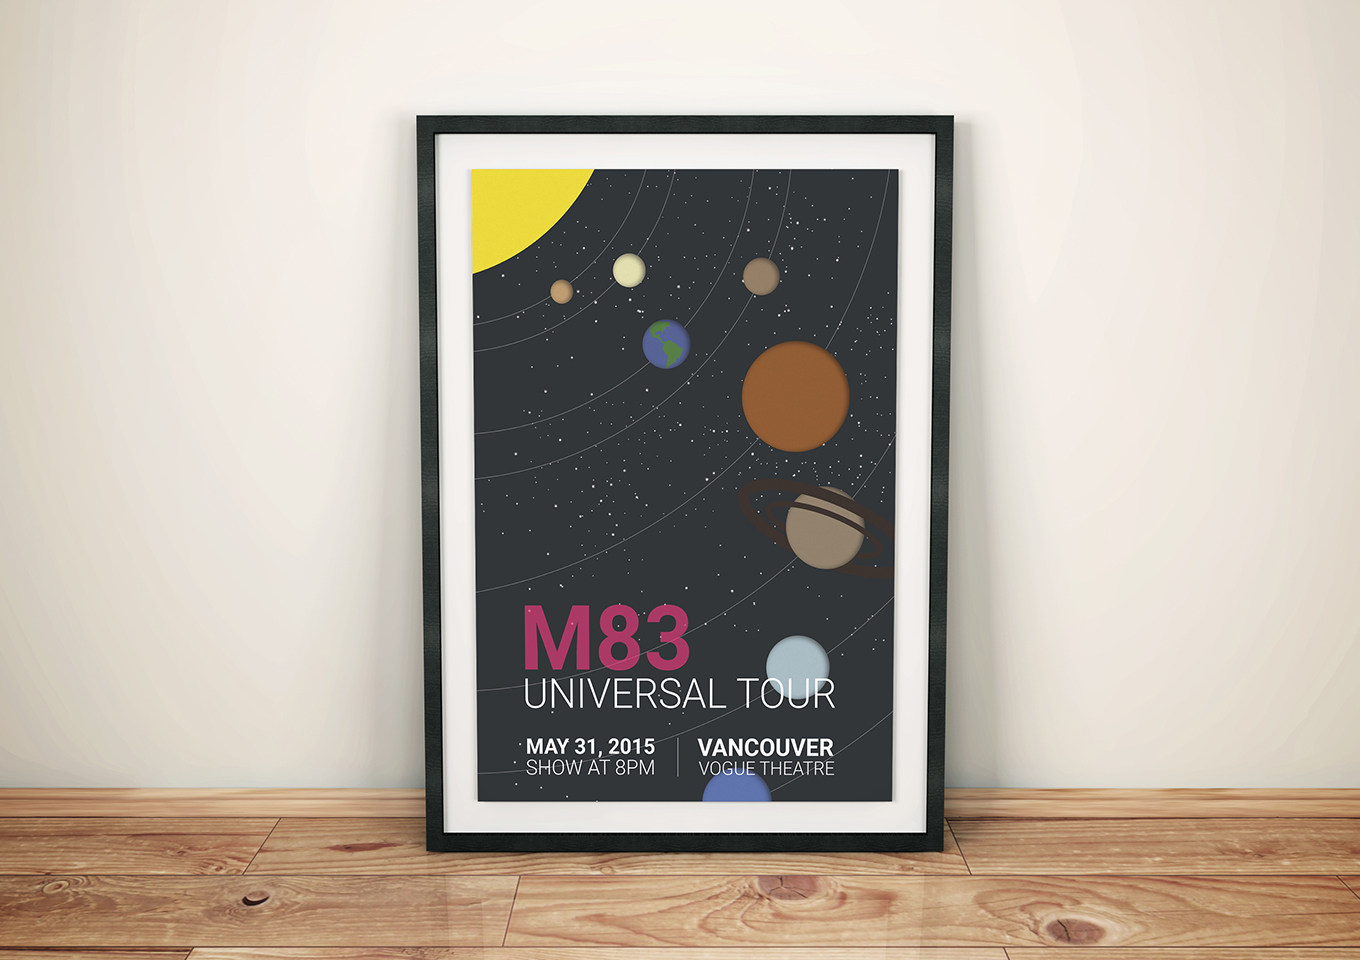 M83
UNIVERSAL TOUR
MAY 31, 2015
SHOW AT 8PM
VANCOUVER
VOGUE THEATRE